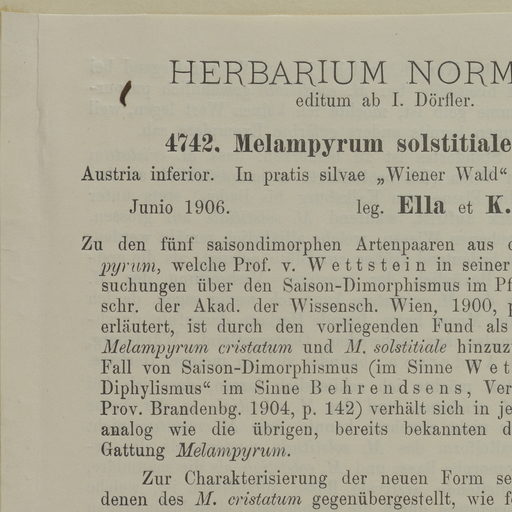 HERBARIUM NORM
editum ab I. Dörfler.
4742. Melampyrum solstitiale
Austria inferior. In pratis silvae „Wiener Wald“
Junio 1906. leg. Ella et K.
Zu den fünf saisondimorphen Artenpaaren aus
pyrum, welche Prof. v. Wettstein in seiner
suchungen über den Saison-Dimorphismus im Pf
schr. der Akad. der Wissensch. Wien, 1900, p
erläutert, ist durch den vorliegenden Fund als
Melampyrum cristatum und M. solstitiale hinzuz
Fall von Saison-Dimorphismus (im Sinne Wet
Diphylismus“ im Sinne Behrendsens, Ver
Prov. Brandenbg. 1904, p. 142) verhält sich in je
analog wie die übrigen, bereits bekannten d
Gattung Melampyrum.
Zur Charakterisierung der neuen Form se
denen des M. cristatum gegenübergestellt, wie f